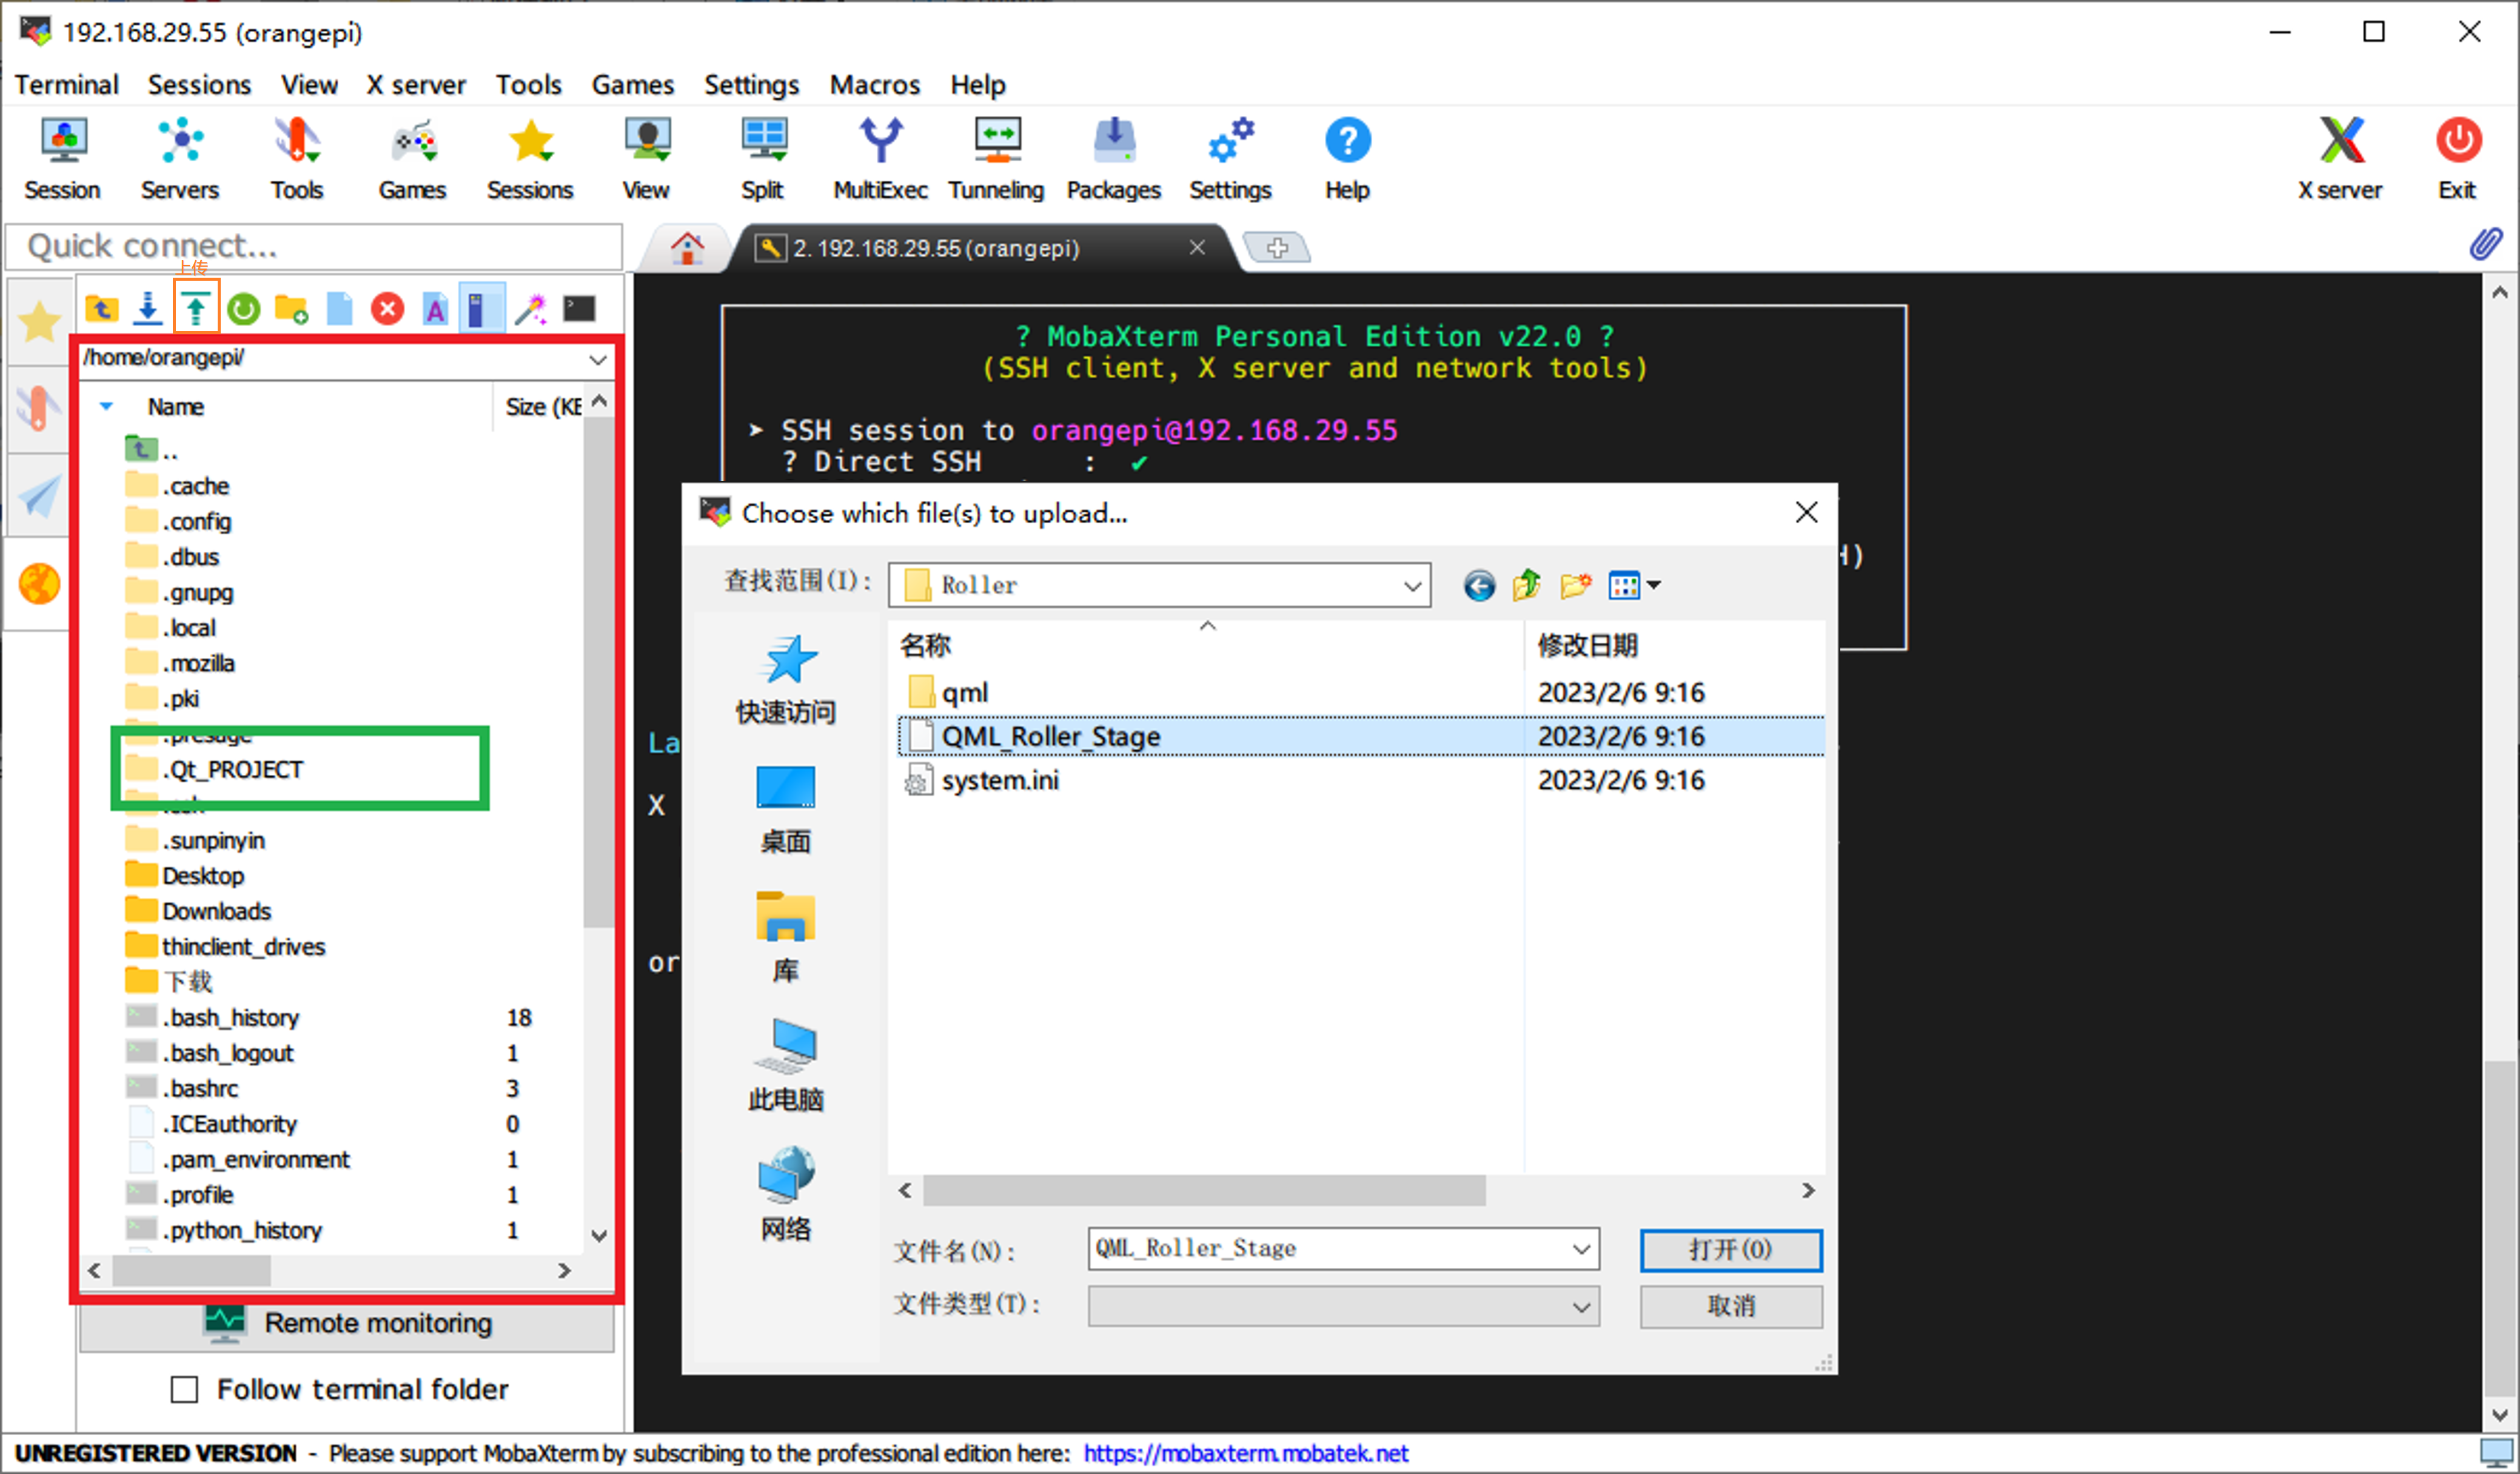 192.168.29.55 (orangepi)
Terminal Sessions View X server Tools Games Settings Macros Help
Session Servers Tools Games Sessions View Split MultiExec Tunneling Packages Settings Help X server Exit
Quick connect...
2. 192.168.29.55 (orangepi)
上传
/home/orangepi/
Name Size (KB
..
.cache
.config
.dbus
.gnupg
.local
.mozilla
.pki
.presage
.Qt_PROJECT
.ssh
.sunpinyin
Desktop
Downloads
thinclient_drives
下载
.bash_history 18
.bash_logout 1
.bashrc 3
.ICEauthority 0
.pam_environment 1
.profile 1
.python_history 1
Remote monitoring
Follow terminal folder
? MobaXterm Personal Edition v22.0 ?
(SSH client, X server and network tools)
➤ SSH session to orangepi@192.168.29.55
? Direct SSH : ✔
H)
La
X
or
Choose which file(s) to upload...
查找范围(I): Roller
快速访问
桌面
库
此电脑
网络
名称 修改日期
qml 2023/2/6 9:16
QML_Roller_Stage 2023/2/6 9:16
system.ini 2023/2/6 9:16
文件名(N): QML_Roller_Stage 打开(O)
文件类型(T): 取消
UNREGISTERED VERSION - Please support MobaXterm by subscribing to the professional edition here: https://mobaxterm.mobatek.net